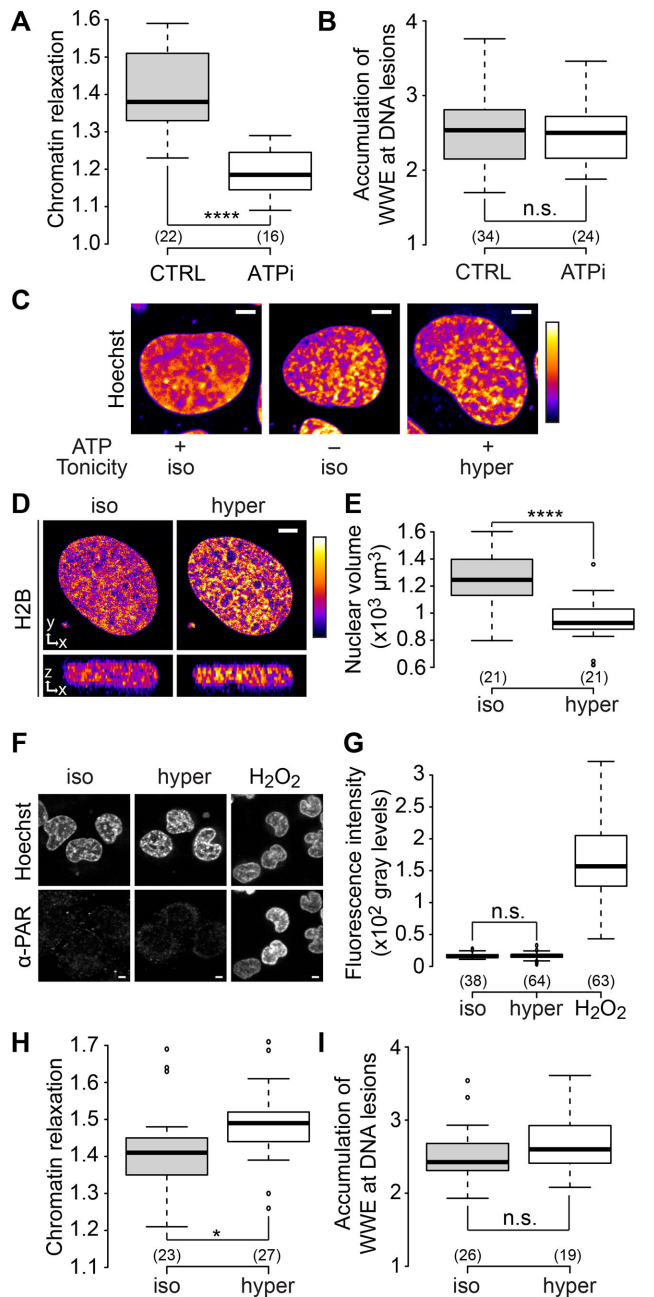 A
Chromatin relaxation
1.6
1.5
1.4
1.3
1.2
1.1
1.0
****
(22)
(16)
CTRL
ATPi
B
Accumulation of
WWE at DNA lesions
4
3
2
1
n.s.
(34)
(24)
CTRL
ATPi
C
Hoechst
ATP + – +
Tonicity iso iso hyper
D
iso hyper
H2B
y
x
z
x
E
Nuclear volume
(x10³ µm³)
1.6
1.4
1.2
1.0
0.8
0.6
****
(21)
(21)
iso
hyper
F
iso hyper H₂O₂
Hoechst
α-PAR
G
Fluorescence intensity
(x10² gray levels)
3
2.5
2
1.5
1
0.5
0
n.s.
(38)
(64)
(63)
iso
hyper
H₂O₂
H
Chromatin relaxation
1.7
1.6
1.5
1.4
1.3
1.2
1.1
*
(23)
(27)
iso
hyper
I
Accumulation of
WWE at DNA lesions
4
3
2
1
n.s.
(26)
(19)
iso
hyper